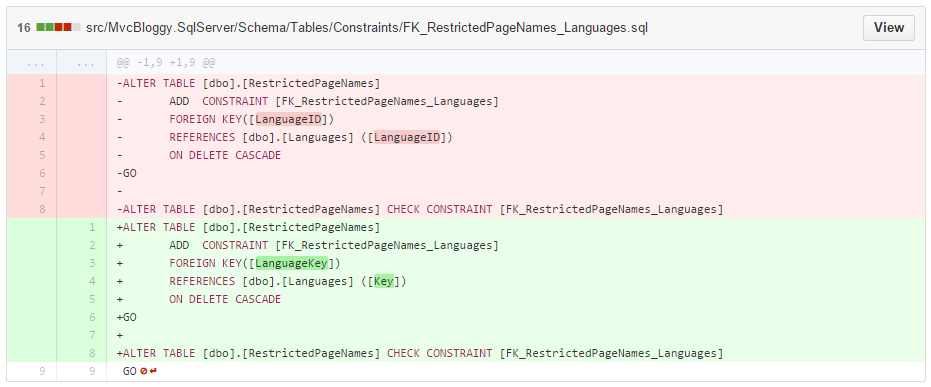 16 src/MvcBloggy.SqlServer/Schema/Tables/Constraints/FK_RestrictedPageNames_Languages.sql View
... ... @@ -1,9 +1,9 @@
1 -ALTER TABLE [dbo].[RestrictedPageNames]
2 - ADD  CONSTRAINT [FK_RestrictedPageNames_Languages]
3 - FOREIGN KEY([LanguageID])
4 - REFERENCES [dbo].[Languages] ([LanguageID])
5 - ON DELETE CASCADE
6 -GO
7 -
8 -ALTER TABLE [dbo].[RestrictedPageNames] CHECK CONSTRAINT [FK_RestrictedPageNames_Languages]
1 +ALTER TABLE [dbo].[RestrictedPageNames]
2 + ADD  CONSTRAINT [FK_RestrictedPageNames_Languages]
3 + FOREIGN KEY([LanguageKey])
4 + REFERENCES [dbo].[Languages] ([Key])
5 + ON DELETE CASCADE
6 +GO
7 +
8 +ALTER TABLE [dbo].[RestrictedPageNames] CHECK CONSTRAINT [FK_RestrictedPageNames_Languages]
9 9 GO